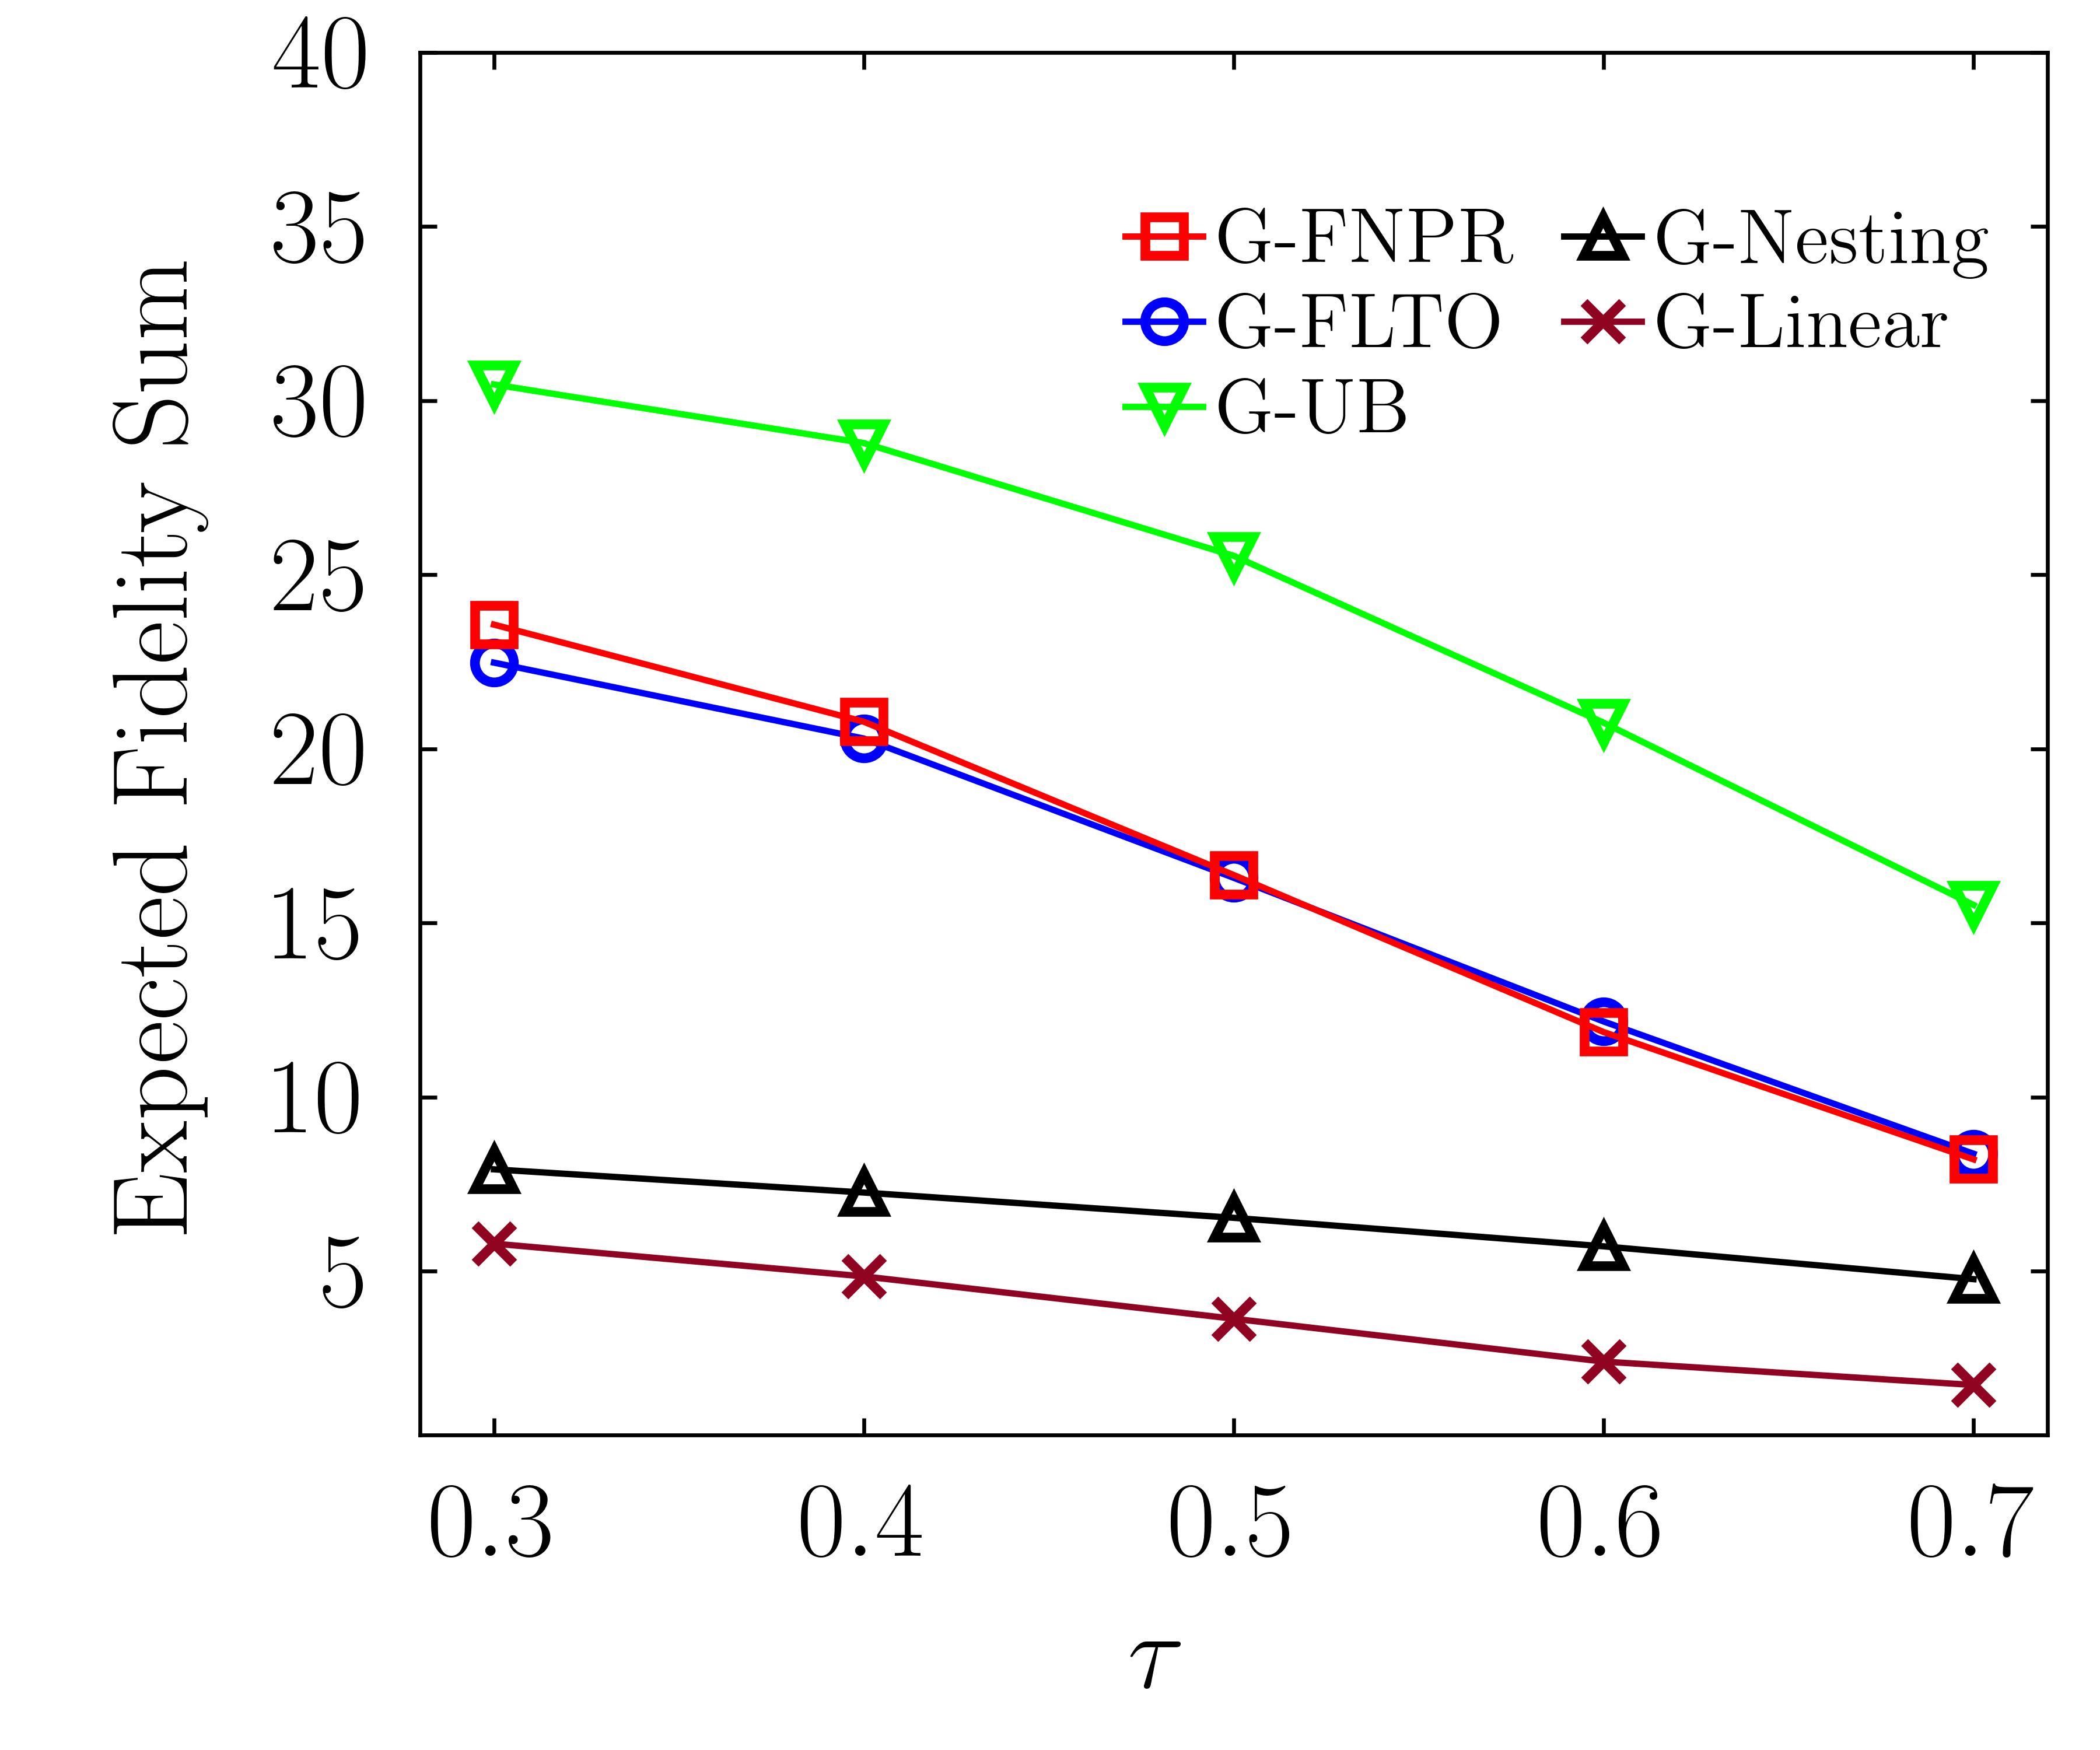 Expected Fidelity Sum
40
35
30
25
20
15
10
5
G-FNPR
G-FLTO
G-UB
G-Nesting
G-Linear
0.3 0.4 0.5 0.6 0.7
τ